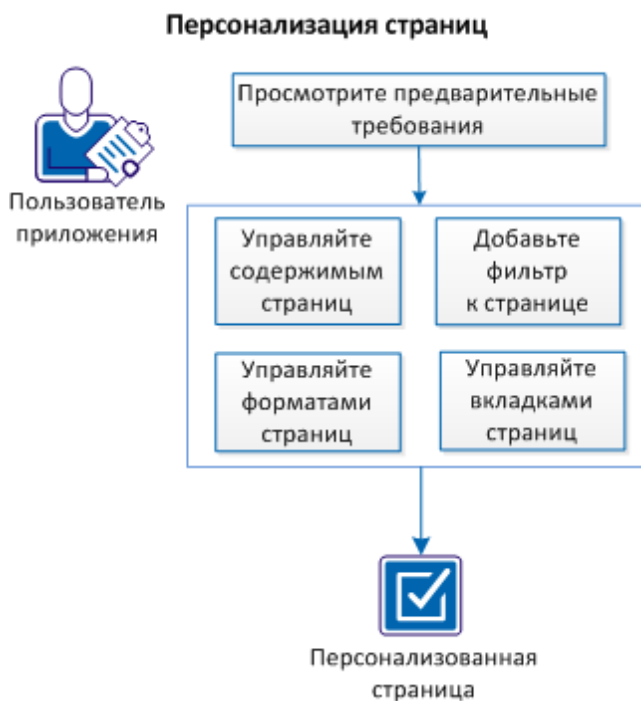 Персонализация страниц
Просмотрите предварительные
требования
Пользователь
приложения
Управляйте
содержимым
страниц
Добавьте
фильтр
к странице
Управляйте
форматами
страниц
Управляйте
вкладками
страниц
Персонализованная
страница